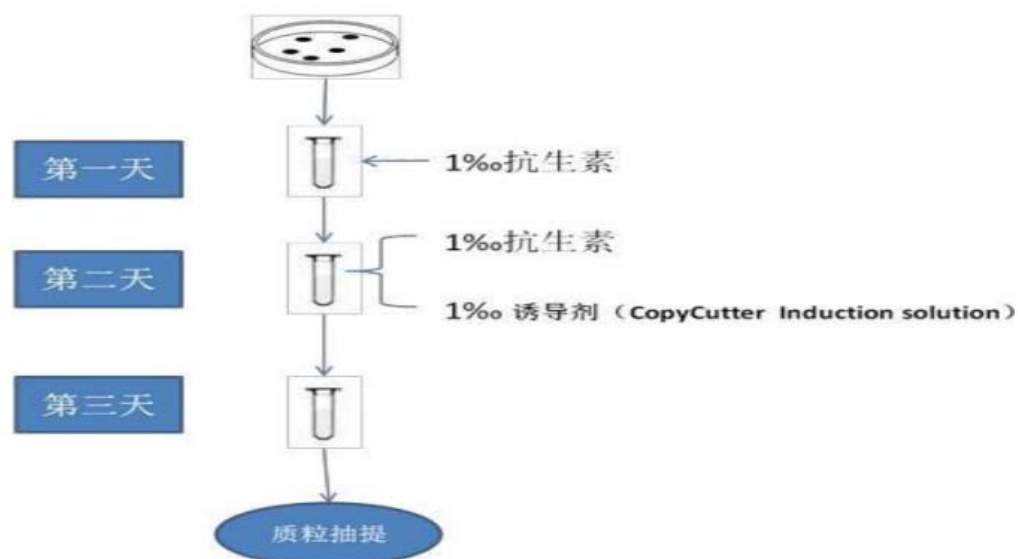 第一天
1‰抗生素
1‰抗生素
第二天
1‰ 诱导剂（CopyCutter Induction solution）
第三天
质粒抽提